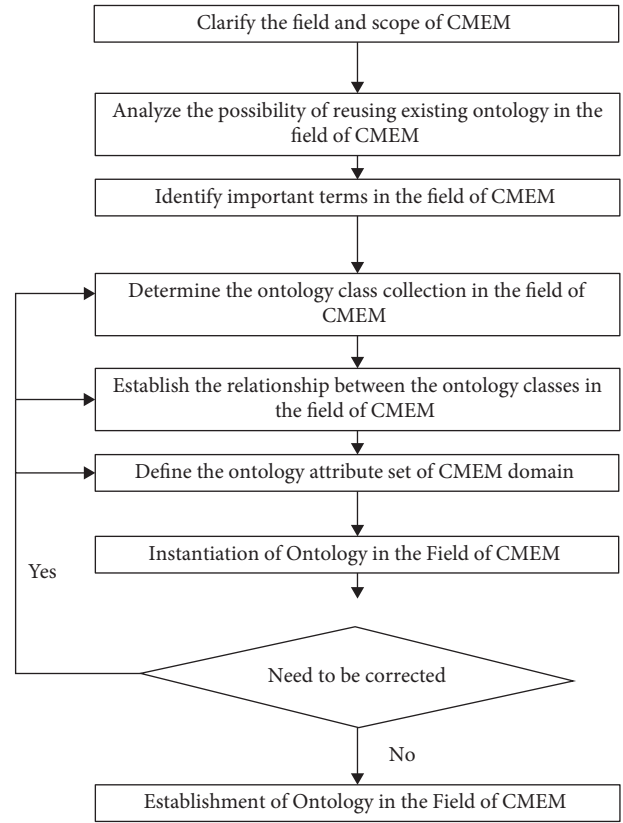 Clarify the field and scope of CMEM
Analyze the possibility of reusing existing ontology in the
field of CMEM
Identify important terms in the field of CMEM
Determine the ontology class collection in the field of
CMEM
Establish the relationship between the ontology classes in
the field of CMEM
Define the ontology attribute set of CMEM domain
Instantiation of Ontology in the Field of CMEM
Yes
Need to be corrected
No
Establishment of Ontology in the Field of CMEM